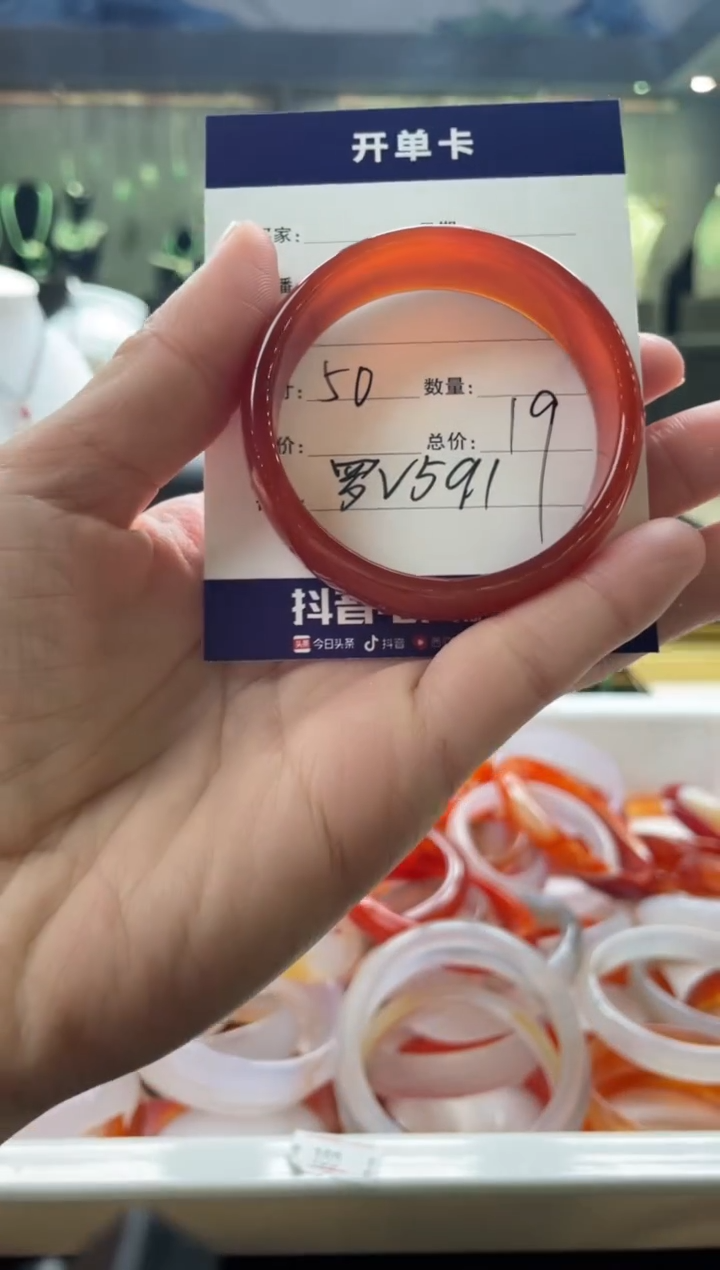 开单卡
家：
播
寸： 50 数量：
价： 总价： 19
罗V591
抖音
今日头条 抖音